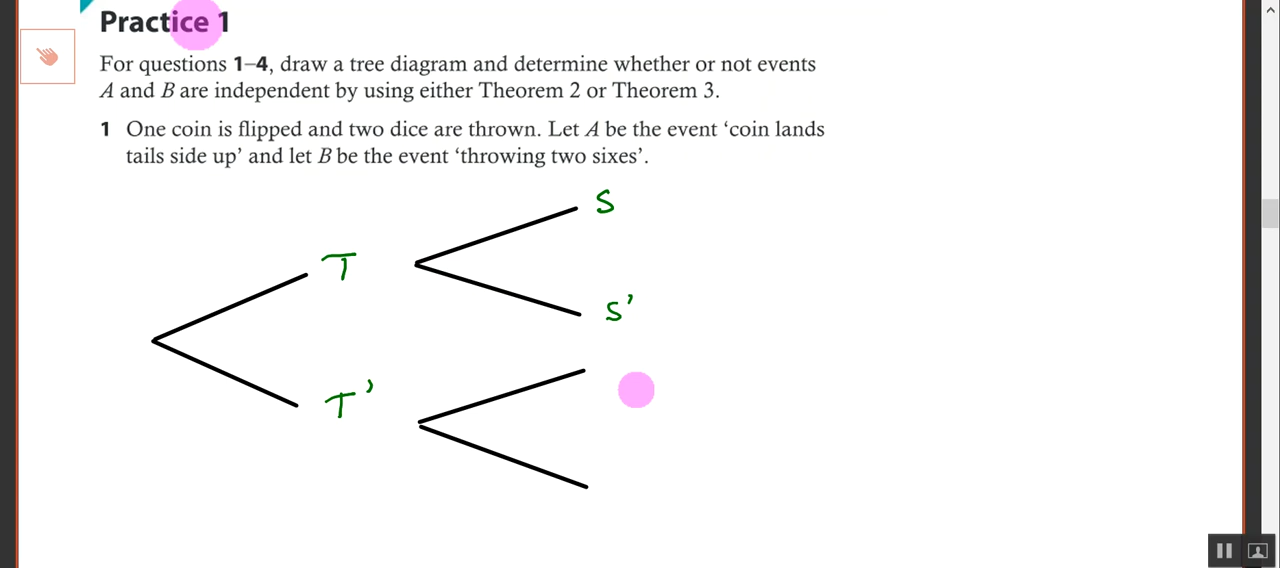 Practice 1
For questions 1–4, draw a tree diagram and determine whether or not events
A and B are independent by using either Theorem 2 or Theorem 3.
1 One coin is flipped and two dice are thrown. Let A be the event ‘coin lands
tails side up’ and let B be the event ‘throwing two sixes’.
S
T
S'
T'